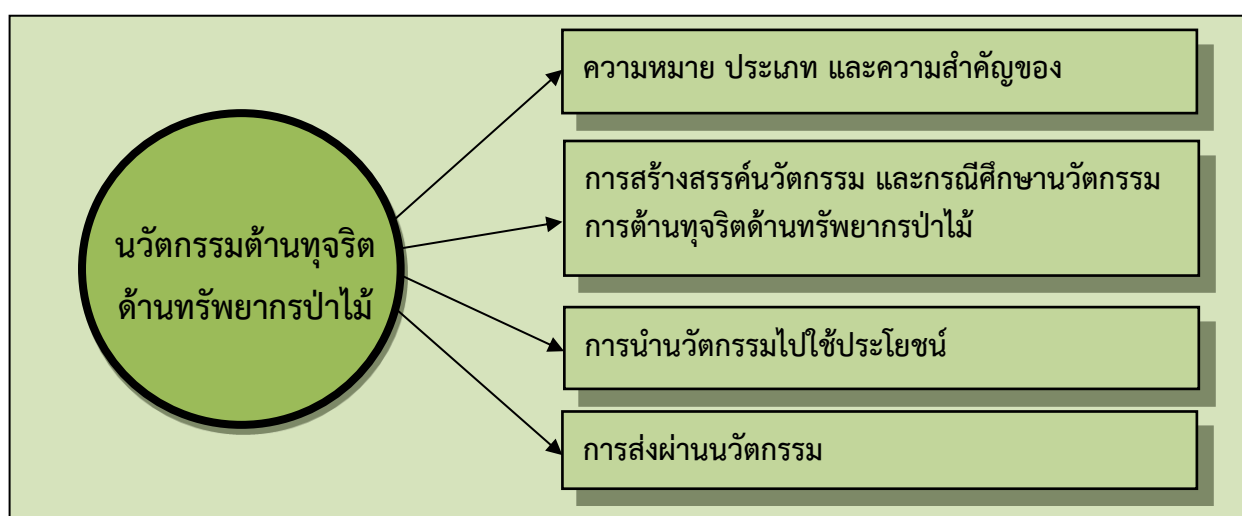 นวัตกรรมต้านทุจริต
ด้านทรัพยากรป่าไม้
ความหมาย ประเภท และความสำคัญของ
การสร้างสรรค์นวัตกรรม และกรณีศึกษานวัตกรรม
การต้านทุจริตด้านทรัพยากรป่าไม้
การนำนวัตกรรมไปใช้ประโยชน์
การส่งผ่านนวัตกรรม